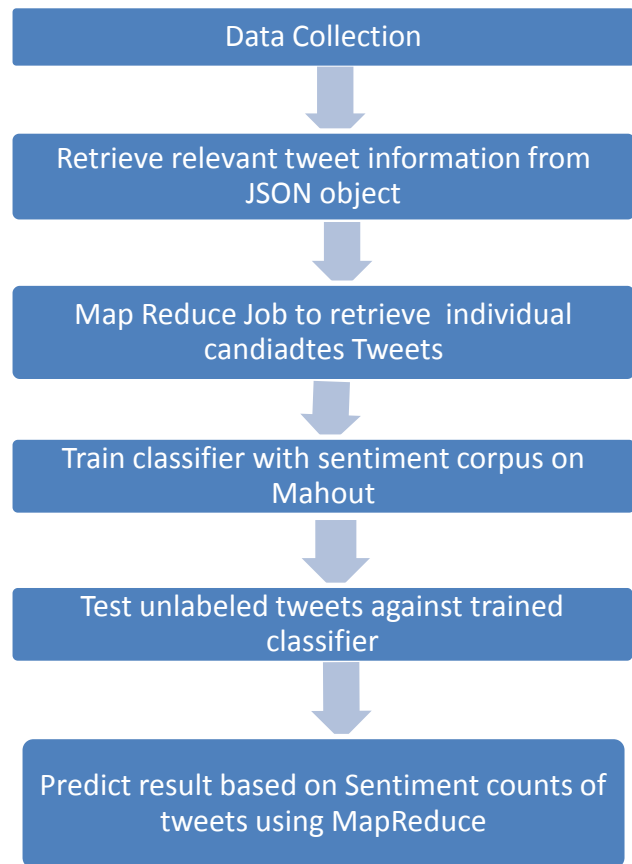 Data Collection
Retrieve relevant tweet information from
JSON object
Map Reduce Job to retrieve  individual
candiadtes Tweets
Train classifier with sentiment corpus on
Mahout
Test unlabeled tweets against trained
classifier
Predict result based on Sentiment counts of
tweets using MapReduce